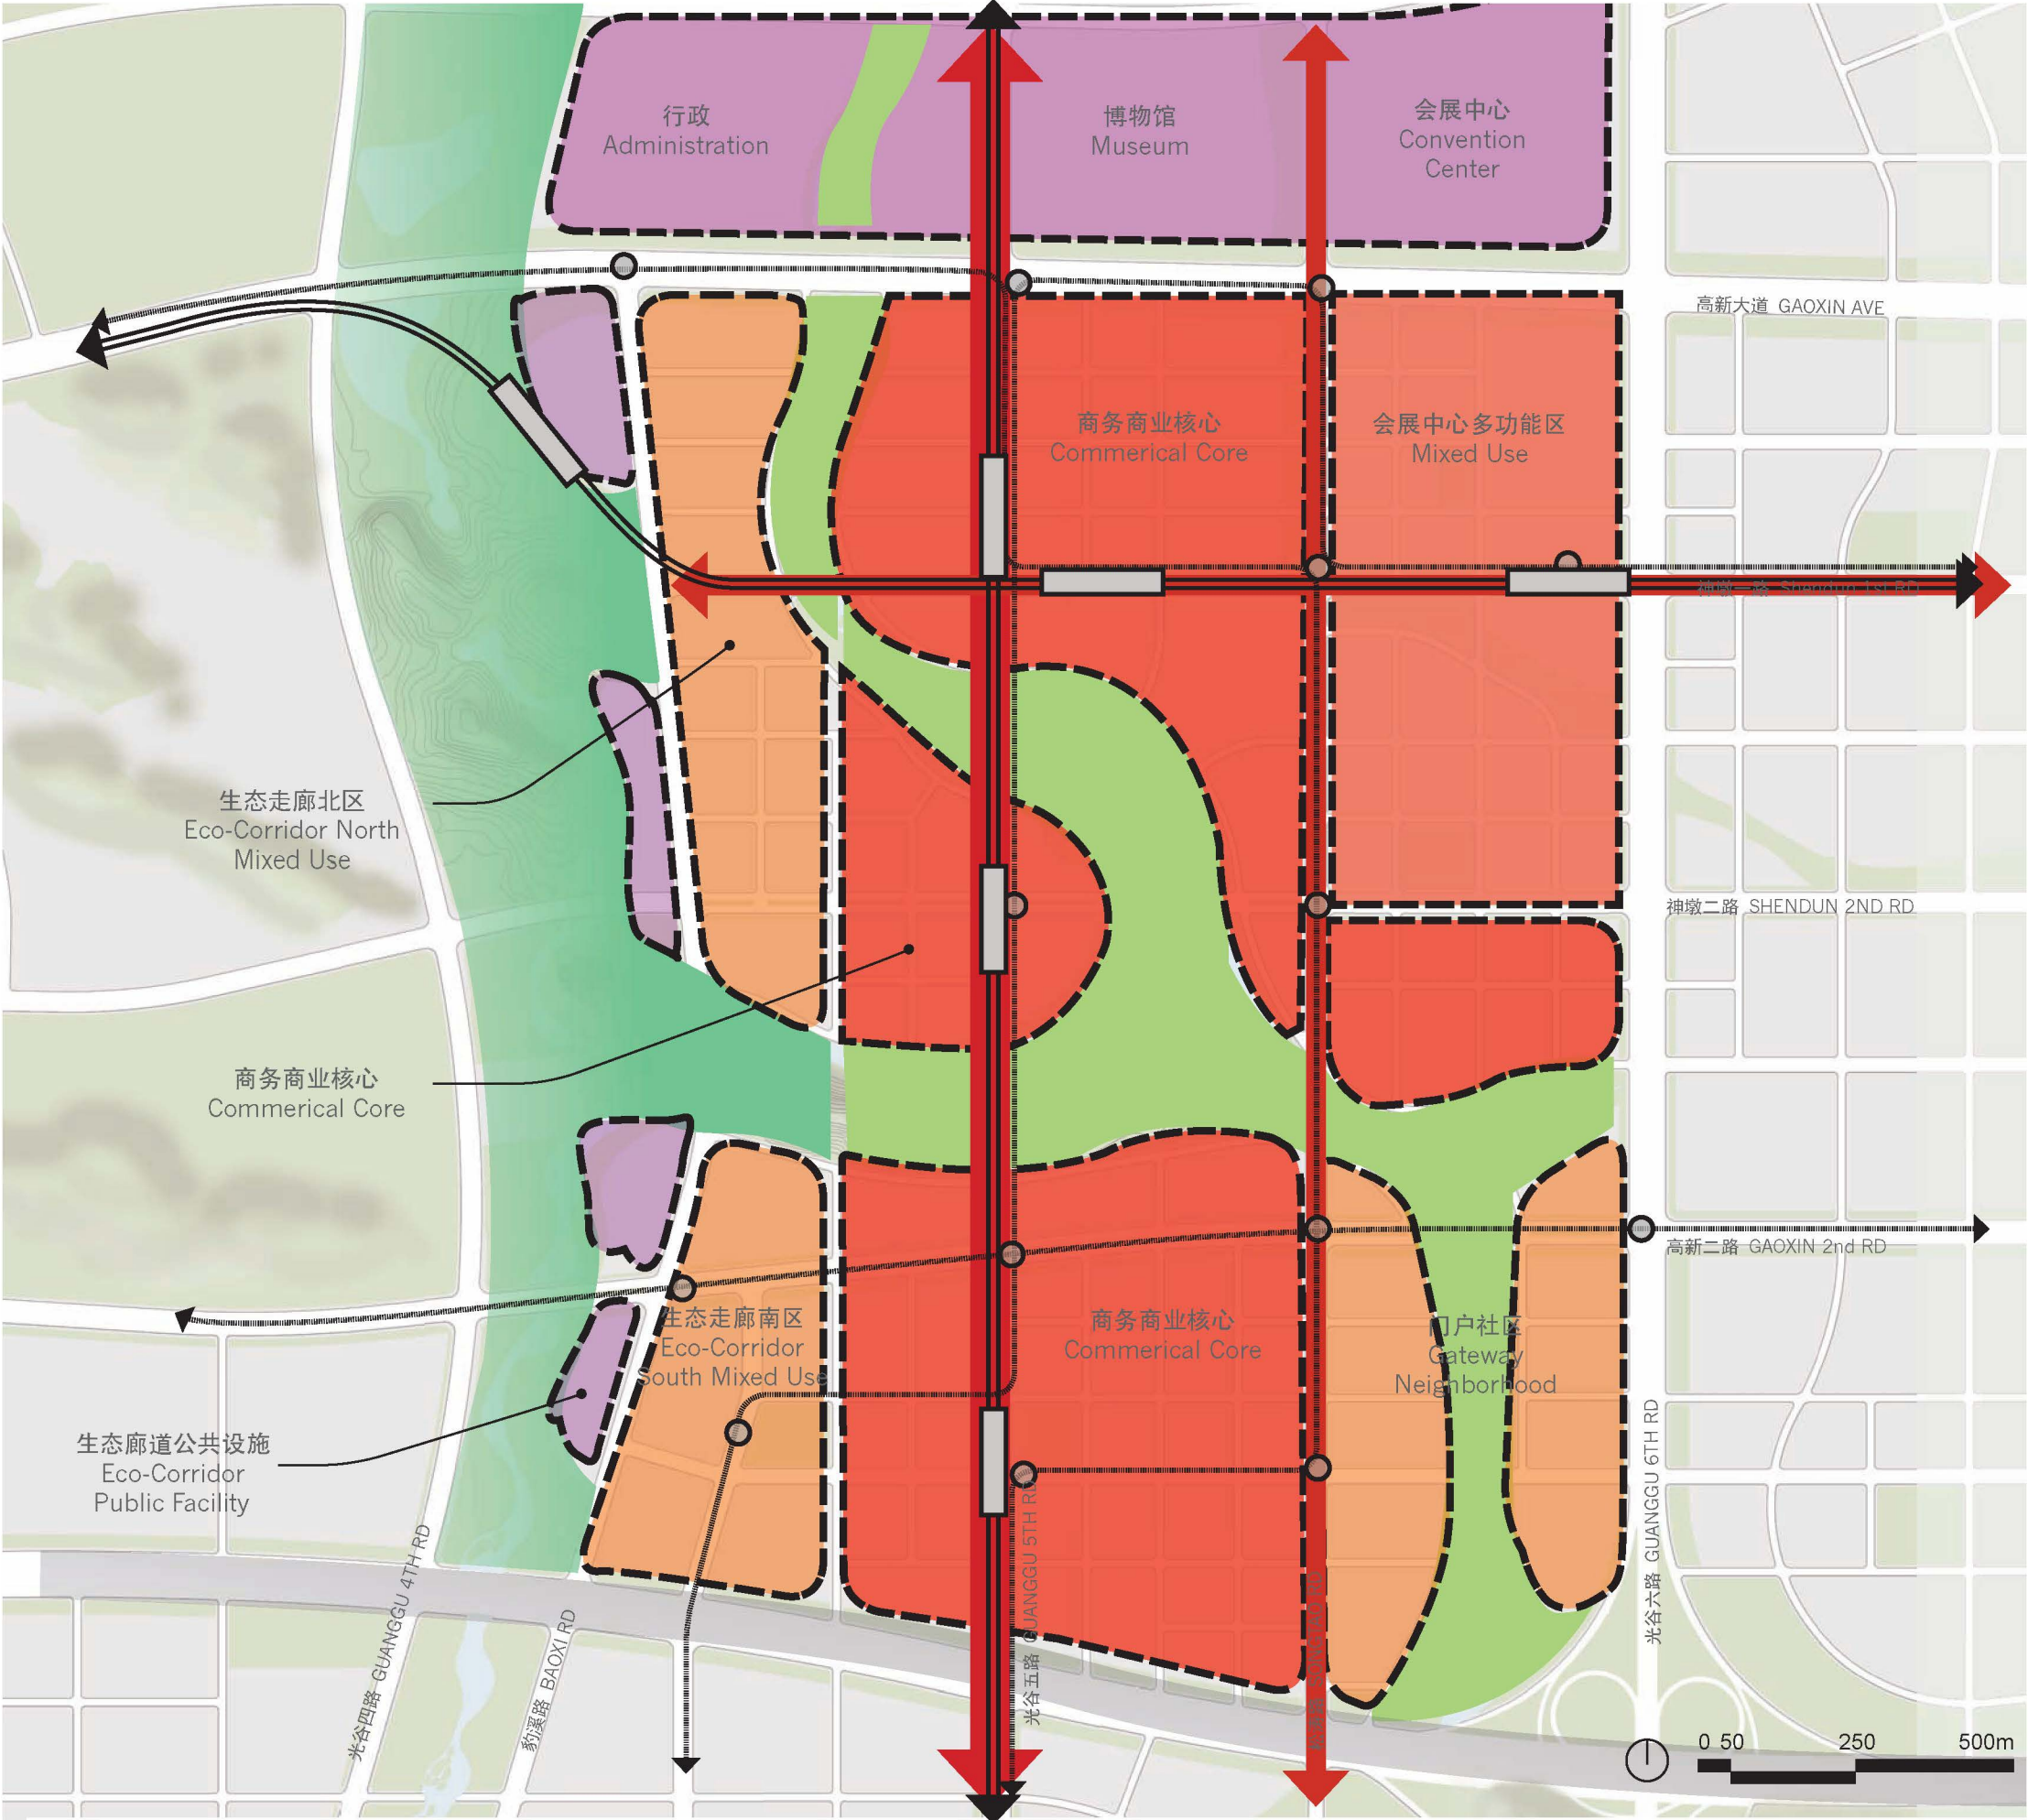 行政
Administration
博物馆
Museum
会展中心
Convention
Center
高新大道 GAOXIN AVE
商务商业核心
Commerical Core
会展中心多功能区
Mixed Use
神墩一路 Shendun 1st RD
生态走廊北区
Eco-Corridor North
Mixed Use
神墩二路 SHENDUN 2ND RD
商务商业核心
Commerical Core
高新二路 GAOXIN 2nd RD
生态走廊南区
Eco-Corridor
South Mixed Use
商务商业核心
Commerical Core
门户社区
Gateway
Neighborhood
生态廊道公共设施
Eco-Corridor
Public Facility
光谷四路 GUANGGU 4TH RD
豹溪路 BAOXI RD
光谷五路 GUANGGU 5TH RD
光谷六路 GUANGGU 6TH RD
0 50 250 500m